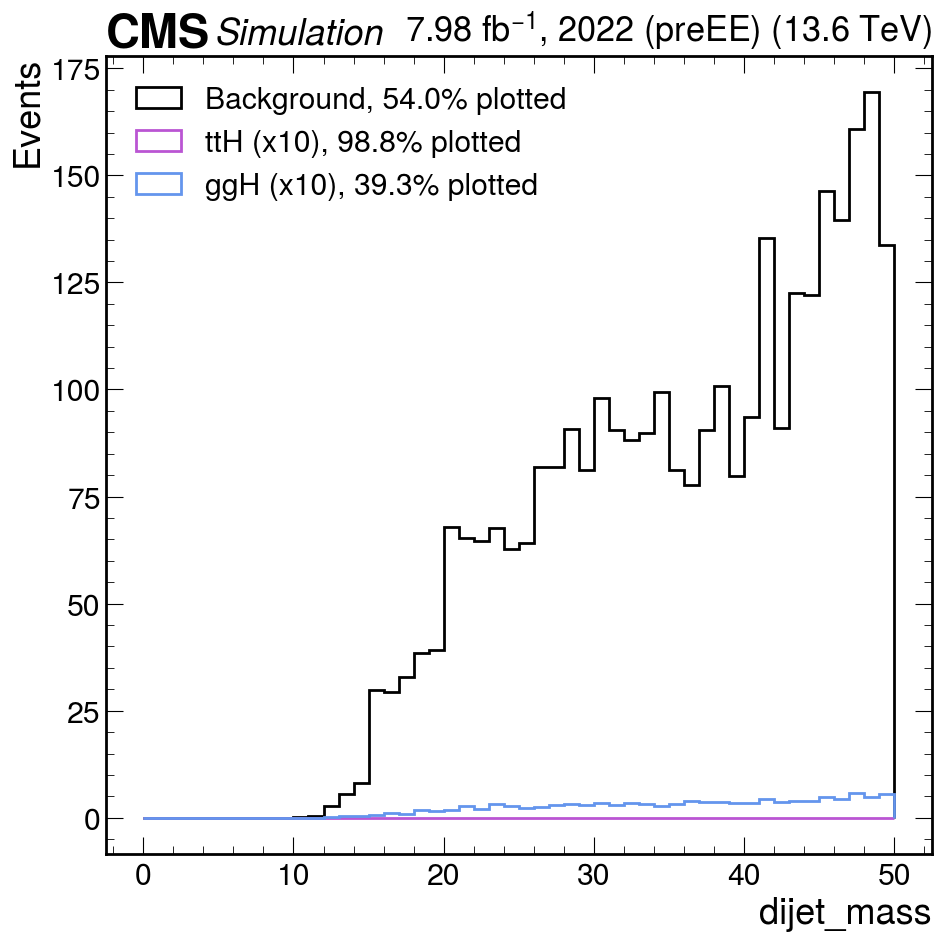 CMS Simulation 7.98 fb⁻¹, 2022 (preEE) (13.6 TeV)
Events
175
150
125
100
75
50
25
0
Background, 54.0% plotted
ttH (x10), 98.8% plotted
ggH (x10), 39.3% plotted
0 10 20 30 40 50
dijet_mass